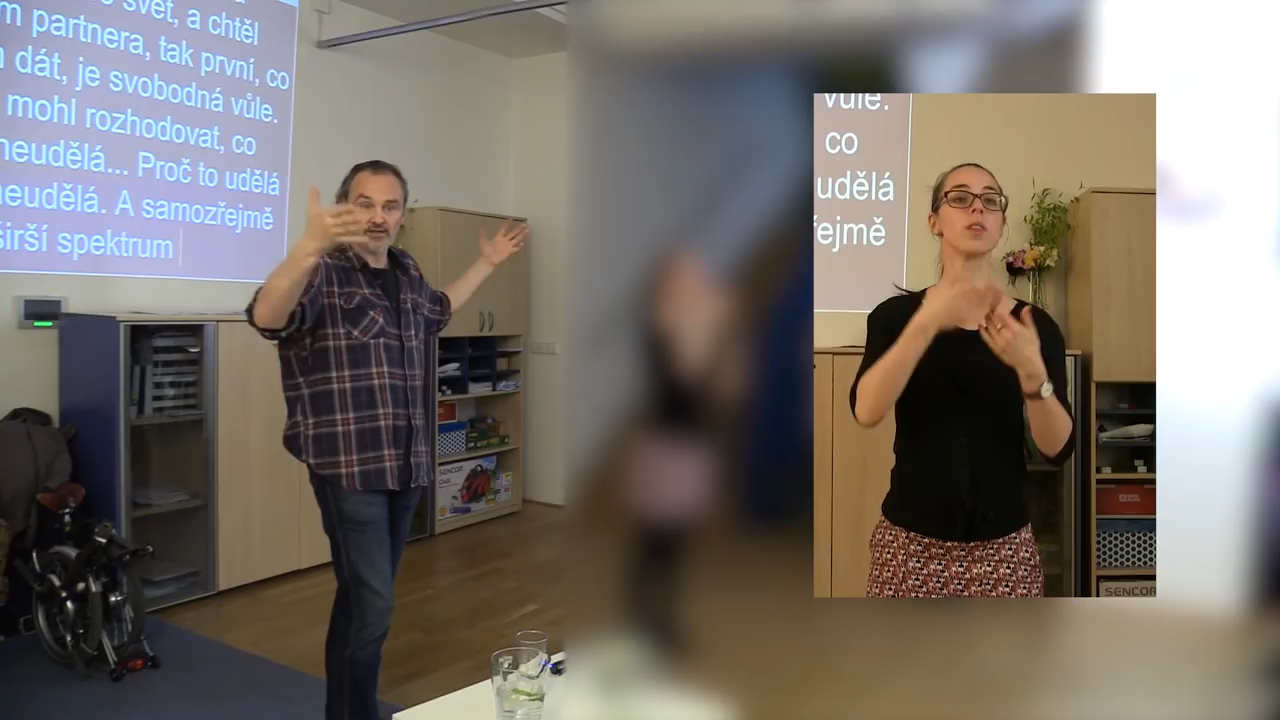 svět, a chtěl
m partnera, tak první, co
dát, je svobodná vůle.
mohl rozhodovat, co
neudělá... Proč to udělá
neudělá. A samozřejmě
širší spektrum
SENCOR
vůle.
co
udělá
řejmě
SENCOR